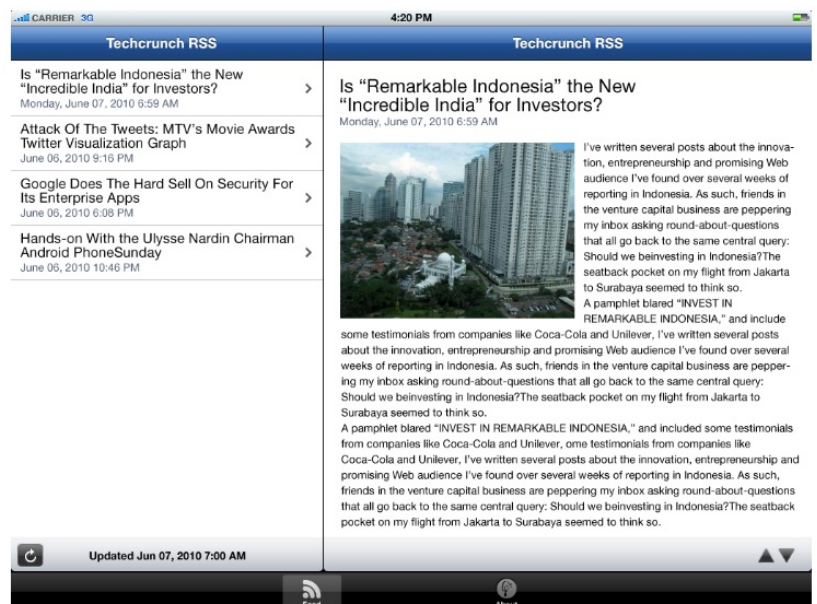 CARRIER 3G
4:20 PM
Techcrunch RSS
Is “Remarkable Indonesia” the New
“Incredible India” for Investors?
Monday, June 07, 2010 6:59 AM
Attack Of The Tweets: MTV’s Movie Awards
Twitter Visualization Graph
June 06, 2010 9:16 PM
Google Does The Hard Sell On Security For
Its Enterprise Apps
June 06, 2010 6:08 PM
Hands-on With the Ulysse Nardin Chairman
Android PhoneSunday
June 06, 2010 10:46 PM
Updated Jun 07, 2010 7:00 AM
Techcrunch RSS
Is “Remarkable Indonesia” the New
“Incredible India” for Investors?
Monday, June 07, 2010 6:59 AM
I’ve written several posts about the innova-
tion, entrepreneurship and promising Web
audience I’ve found over several weeks of
reporting in Indonesia. As such, friends in
the venture capital business are peppering
my inbox asking round-about-questions
that all go back to the same central query:
Should we beinvesting in Indonesia?The
seatback pocket on my flight from Jakarta
to Surabaya seemed to think so.
A pamphlet blared “INVEST IN
REMARKABLE INDONESIA,” and include
some testimonials from companies like Coca-Cola and Unilever, I’ve written several posts
about the innovation, entrepreneurship and promising Web audience I’ve found over several
weeks of reporting in Indonesia. As such, friends in the venture capital business are pepper-
ing my inbox asking round-about-questions that all go back to the same central query:
Should we beinvesting in Indonesia?The seatback pocket on my flight from Jakarta to
Surabaya seemed to think so.
A pamphlet blared “INVEST IN REMARKABLE INDONESIA,” and included some testimonials
from companies like Coca-Cola and Unilever, ome testimonials from companies like
Coca-Cola and Unilever, I’ve written several posts about the innovation, entrepreneurship and
promising Web audience I’ve found over several weeks of reporting in Indonesia. As such,
friends in the venture capital business are peppering my inbox asking round-about-questions
that all go back to the same central query: Should we beinvesting in Indonesia?The seatback
pocket on my flight from Jakarta to Surabaya seemed to think so.